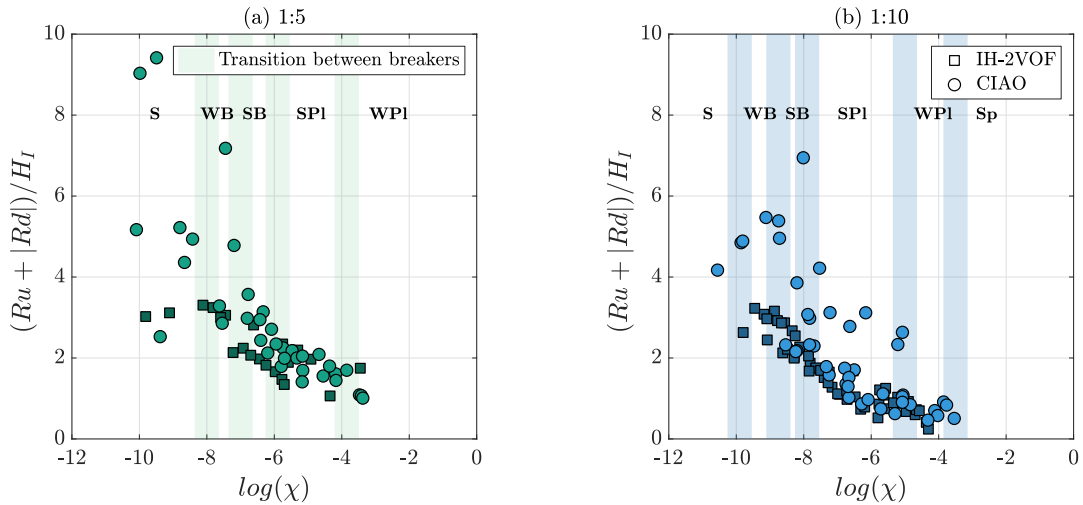 (a) 1:5
(Ru + |Rd|)/H_I
10
8
6
4
2
0
Transition between breakers
S WB SB SPl WPl
-12 -10 -8 -6 -4 -2 0
log(χ)
(b) 1:10
(Ru + |Rd|)/H_I
10
8
6
4
2
0
IH-2VOF
CIAO
S WB SB SPl WPl Sp
-12 -10 -8 -6 -4 -2 0
log(χ)